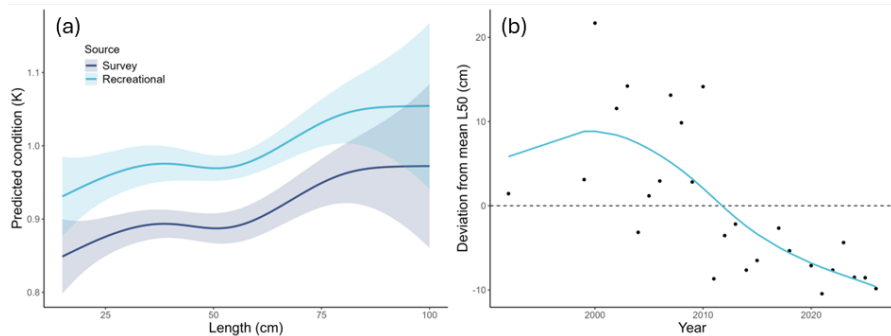 (a)
Source
Survey
Recreational
Predicted condition (K)
1.1
1.0
0.9
0.8
25
50
75
100
Length (cm)
(b)
Deviation from mean L50 (cm)
20
10
0
-10
2000
2010
2020
Year